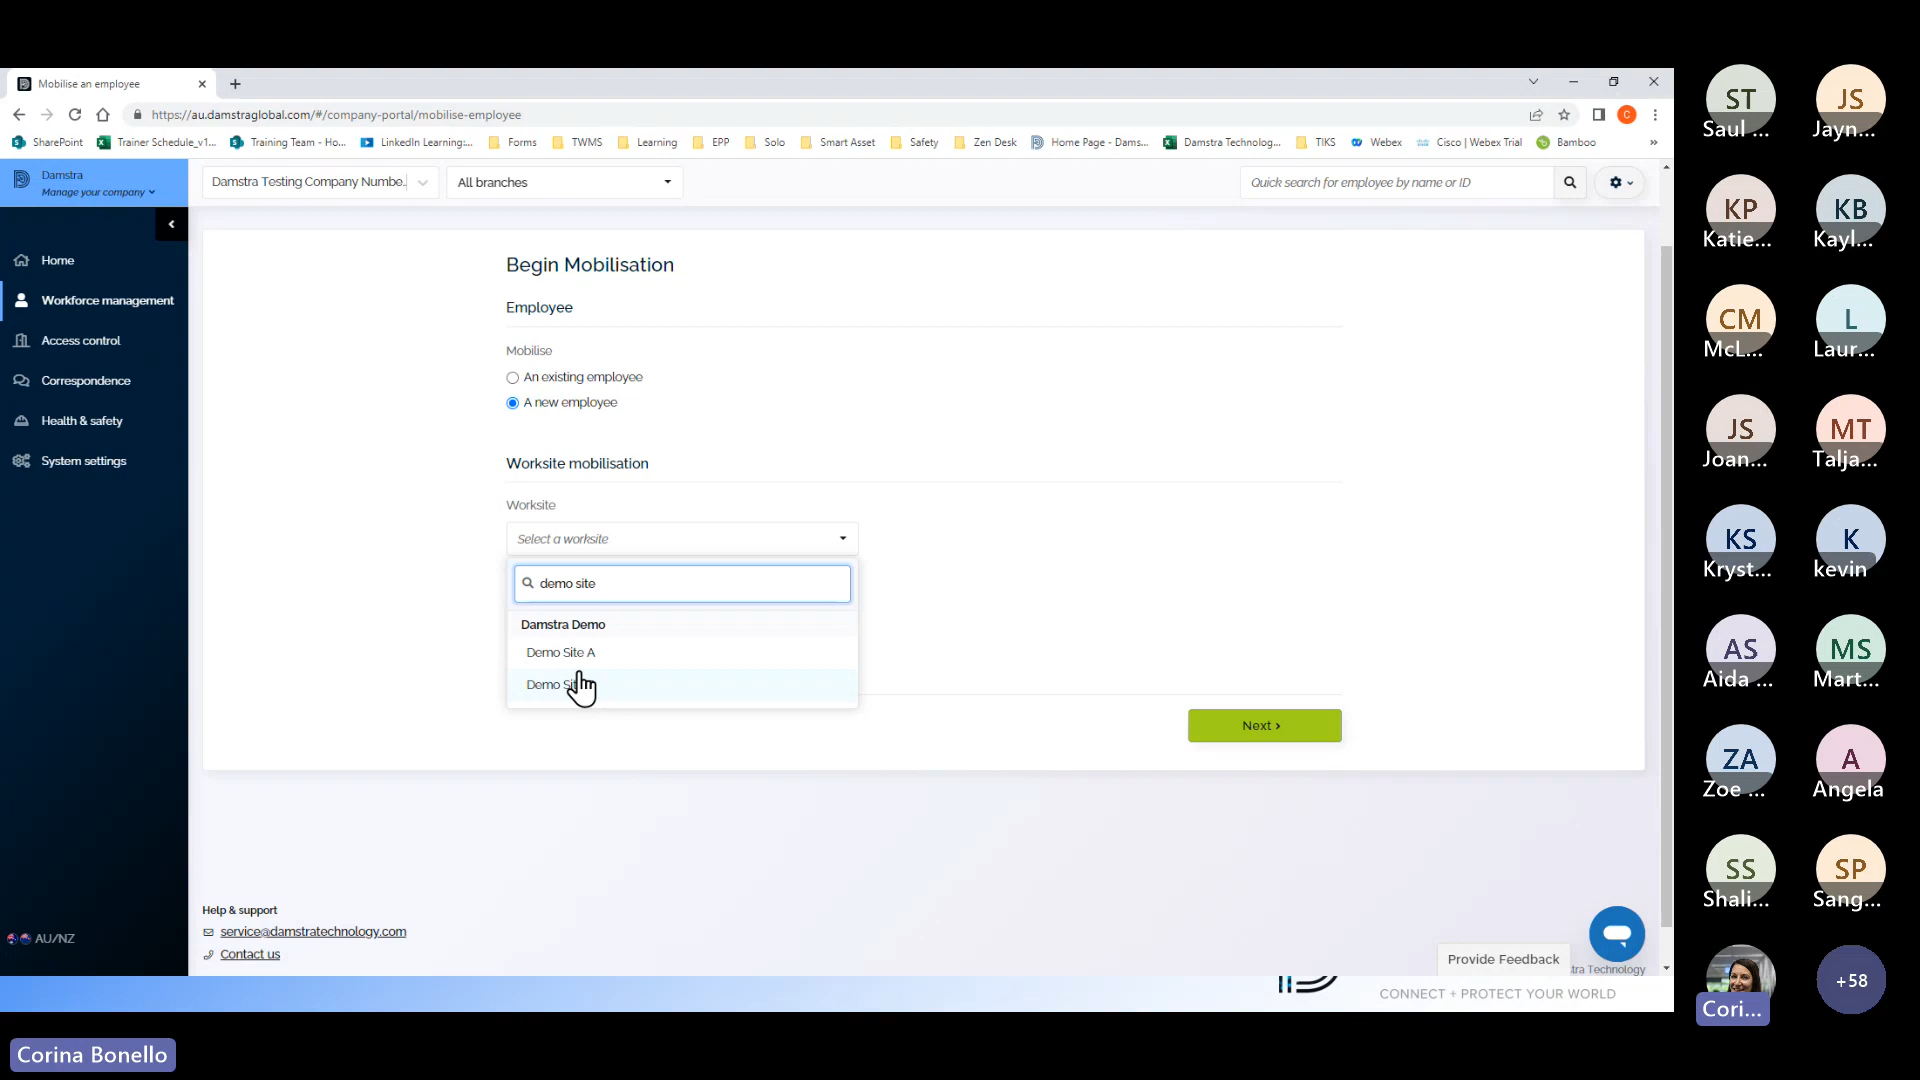 Mobilise an employee
https://au.damstraglobal.com/#/company-portal/mobilise-employee
C
SharePoint
Trainer Schedule_v1...
Training Team - Ho...
LinkedIn Learning:...
Forms
TWMS
Learning
EPP
Solo
Smart Asset
Safety
Zen Desk
Home Page - Dams...
Damstra Technolog...
TIKS
Webex
Cisco | Webex Trial
Bamboo
»
Damstra
Manage your company
Damstra Testing Company Numbe..
All branches
Quick search for employee by name or ID
Home
Workforce management
Access control
Correspondence
Health & safety
System settings
AU/NZ
Begin Mobilisation
Employee
Mobilise
An existing employee
A new employee
Worksite mobilisation
Worksite
Select a worksite
demo site
Damstra Demo
Demo Site A
Demo
Next ›
Help & support
service@damstratechnology.com
Contact us
Provide Feedback
Technology
CONNECT + PROTECT YOUR WORLD
Corina Bonello
ST
Saul ...
JS
Jayn...
KP
Katie...
KB
Kayl...
CM
McL...
L
Laur...
JS
Joan...
MT
Talja...
KS
Kryst...
K
kevin
AS
Aida ...
MS
Mart...
ZA
Zoe ...
A
Angela
SS
Shali...
SP
Sang...
Cori...
+58